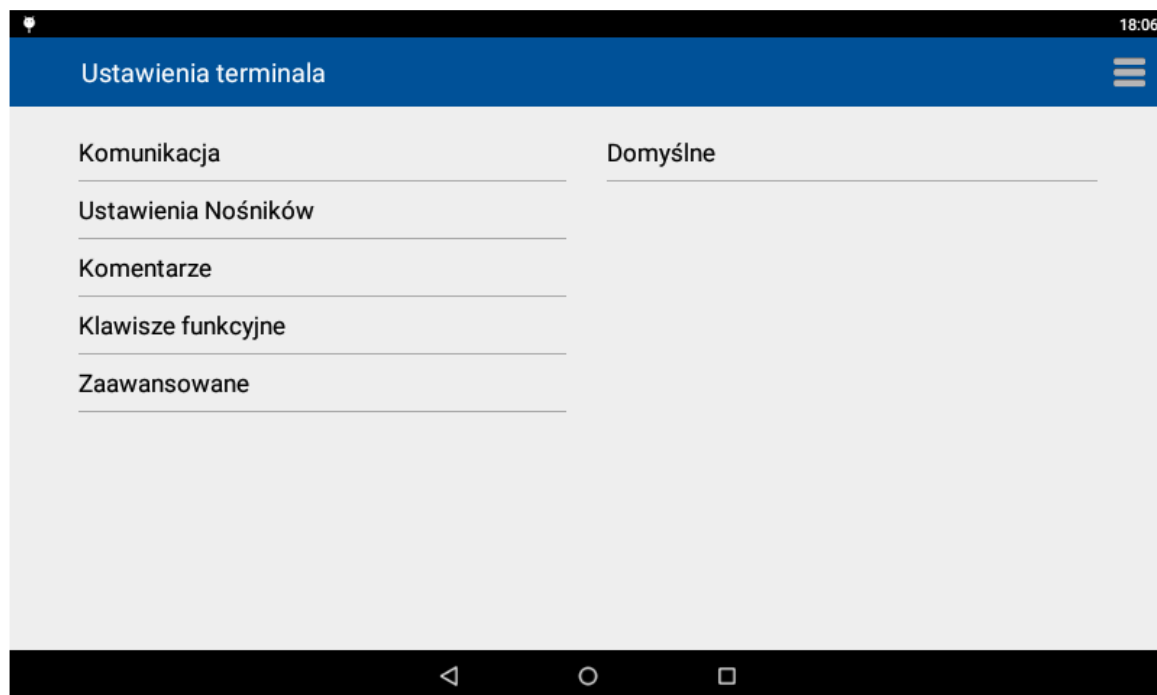 18:06
Ustawienia terminala
Komunikacja
Ustawienia Nośników
Komentarze
Klawisze funkcyjne
Zaawansowane
Domyślne